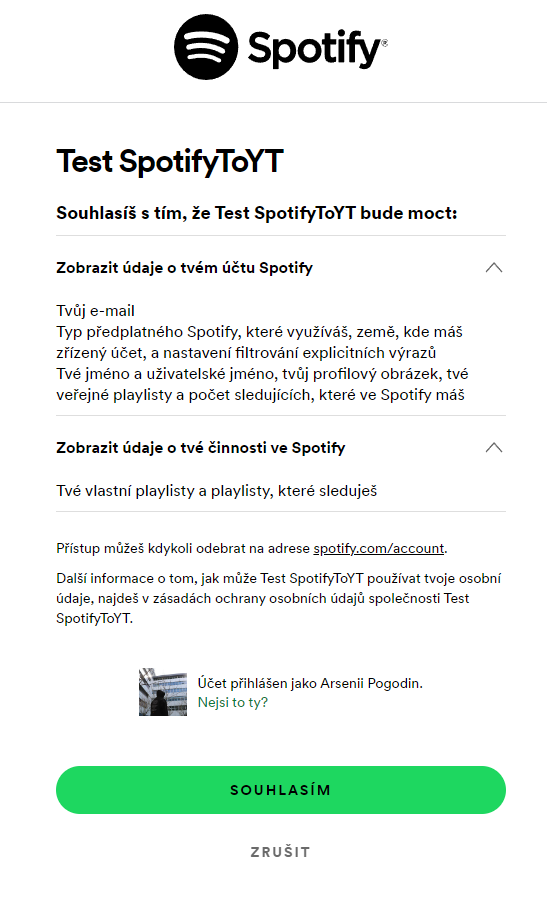 Spotify®
Test SpotifyToYT
Souhlasíš s tím, že Test SpotifyToYT bude moct:
Zobrazit údaje o tvém účtu Spotify
Tvůj e-mail
Typ předplatného Spotify, které využíváš, země, kde máš
zřízený účet, a nastavení filtrování explicitních výrazů
Tvé jméno a uživatelské jméno, tvůj profilový obrázek, tvé
veřejné playlisty a počet sledujících, které ve Spotify máš
Zobrazit údaje o tvé činnosti ve Spotify
Tvé vlastní playlisty a playlisty, které sleduješ
Přístup můžeš kdykoli odebrat na adrese spotify.com/account.
Další informace o tom, jak může Test SpotifyToYT používat tvoje osobní
údaje, najdeš v zásadách ochrany osobních údajů společnosti Test
SpotifyToYT.
Účet přihlášen jako Arsenii Pogodin.
Nejsi to ty?
SOUHLASÍM
ZRUŠIT